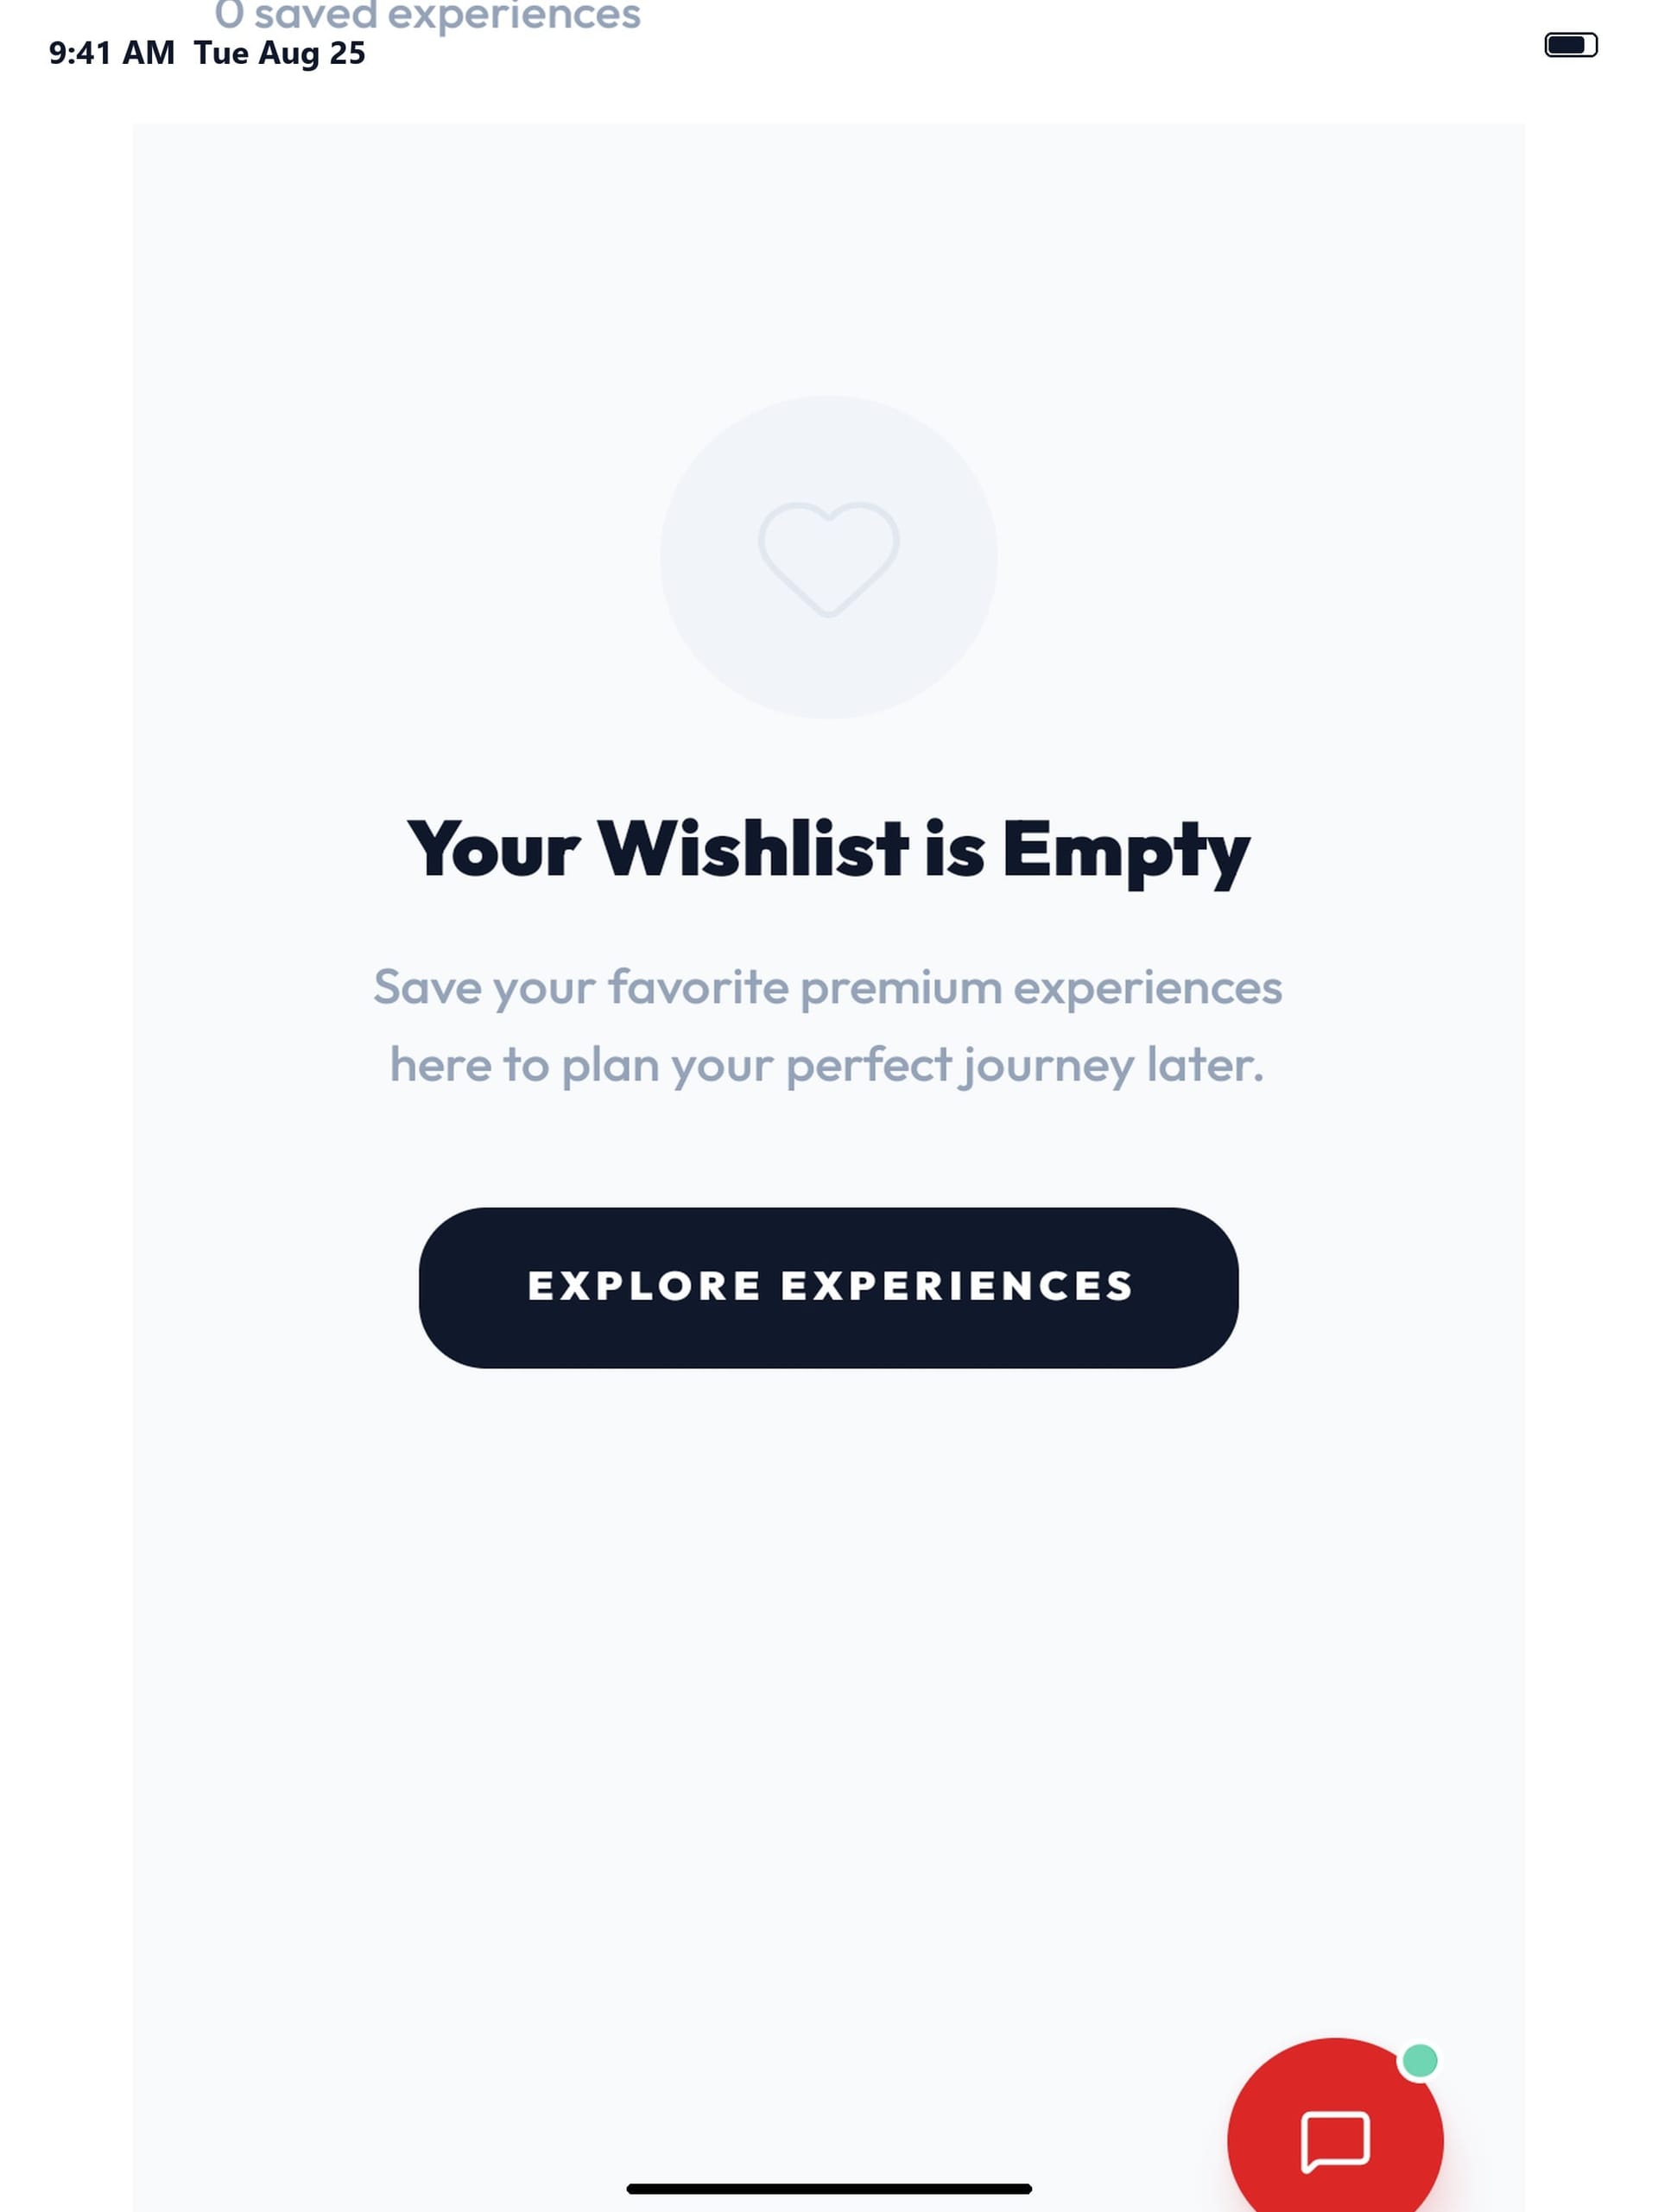 0 saved experiences
9:41 AM Tue Aug 25
Your Wishlist is Empty
Save your favorite premium experiences
here to plan your perfect journey later.
EXPLORE EXPERIENCES